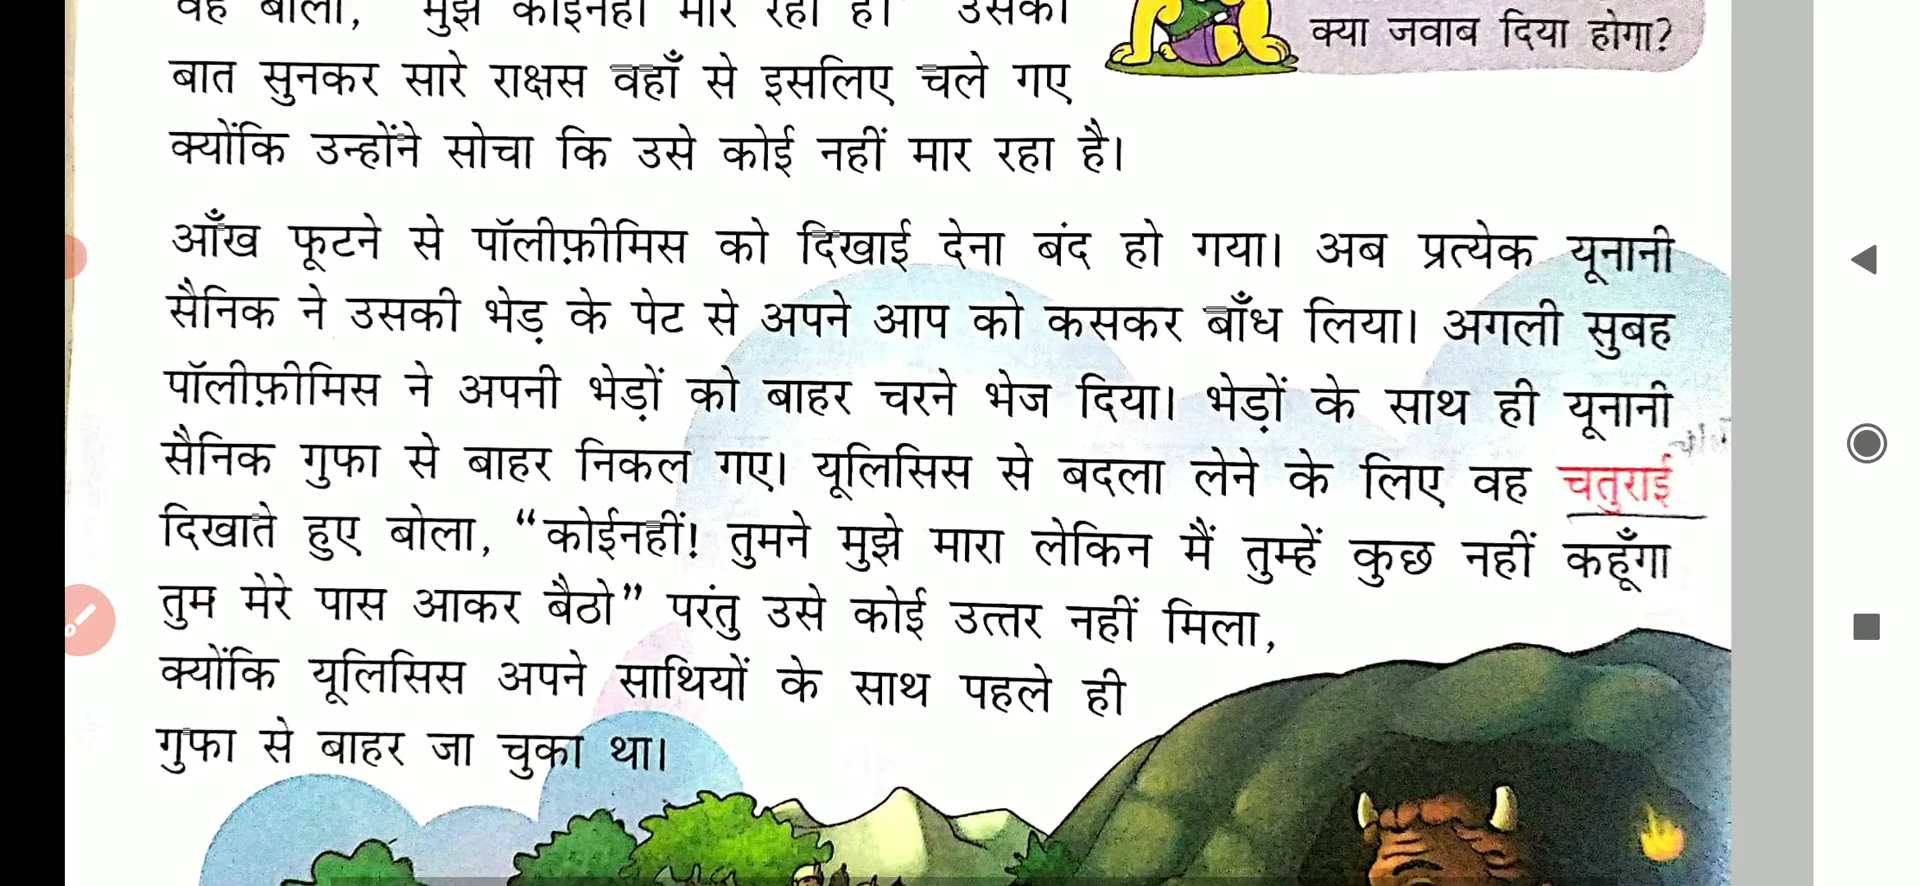 वह बोला, "मुझे कोईनहीं मार रहा है।" उसकी
क्या जवाब दिया होगा?
बात सुनकर सारे राक्षस वहाँ से इसलिए चले गए
क्योंकि उन्होंने सोचा कि उसे कोई नहीं मार रहा है।
आँख फूटने से पॉलीफ़ीमिस को दिखाई देना बंद हो गया। अब प्रत्येक यूनानी
सैनिक ने उसकी भेड़ के पेट से अपने आप को कसकर बाँध लिया। अगली सुबह
पॉलीफ़ीमिस ने अपनी भेड़ों को बाहर चरने भेज दिया। भेड़ों के साथ ही यूनानी
सैनिक गुफा से बाहर निकल गए। यूलिसिस से बदला लेने के लिए वह चतुराई
दिखाते हुए बोला, “कोईनहीं! तुमने मुझे मारा लेकिन मैं तुम्हें कुछ नहीं कहूँगा
तुम मेरे पास आकर बैठो” परंतु उसे कोई उत्तर नहीं मिला,
क्योंकि यूलिसिस अपने साथियों के साथ पहले ही
गुफा से बाहर जा चुका था।